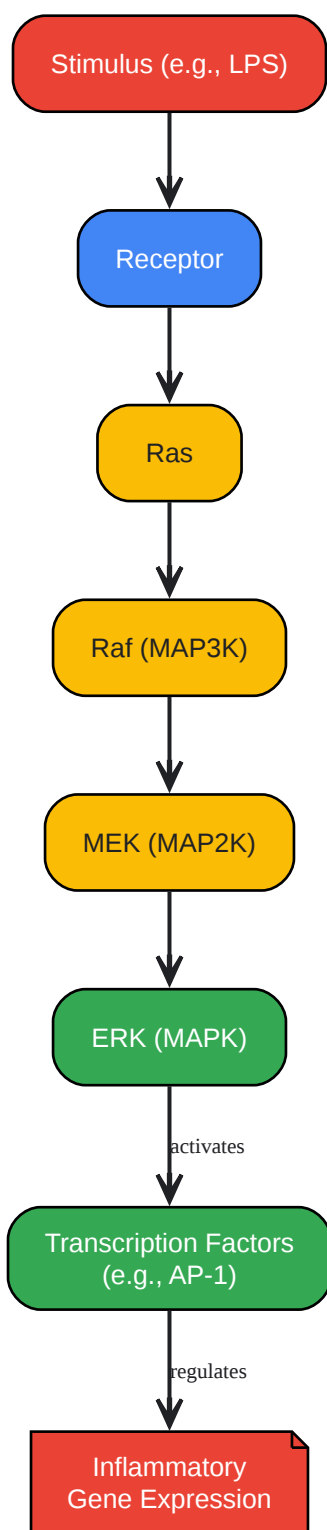 Stimulus (e.g., LPS)
Receptor
Ras
Raf (MAP3K)
MEK (MAP2K)
ERK (MAPK)
activates
Transcription Factors
(e.g., AP-1)
regulates
Inflammatory
Gene Expression